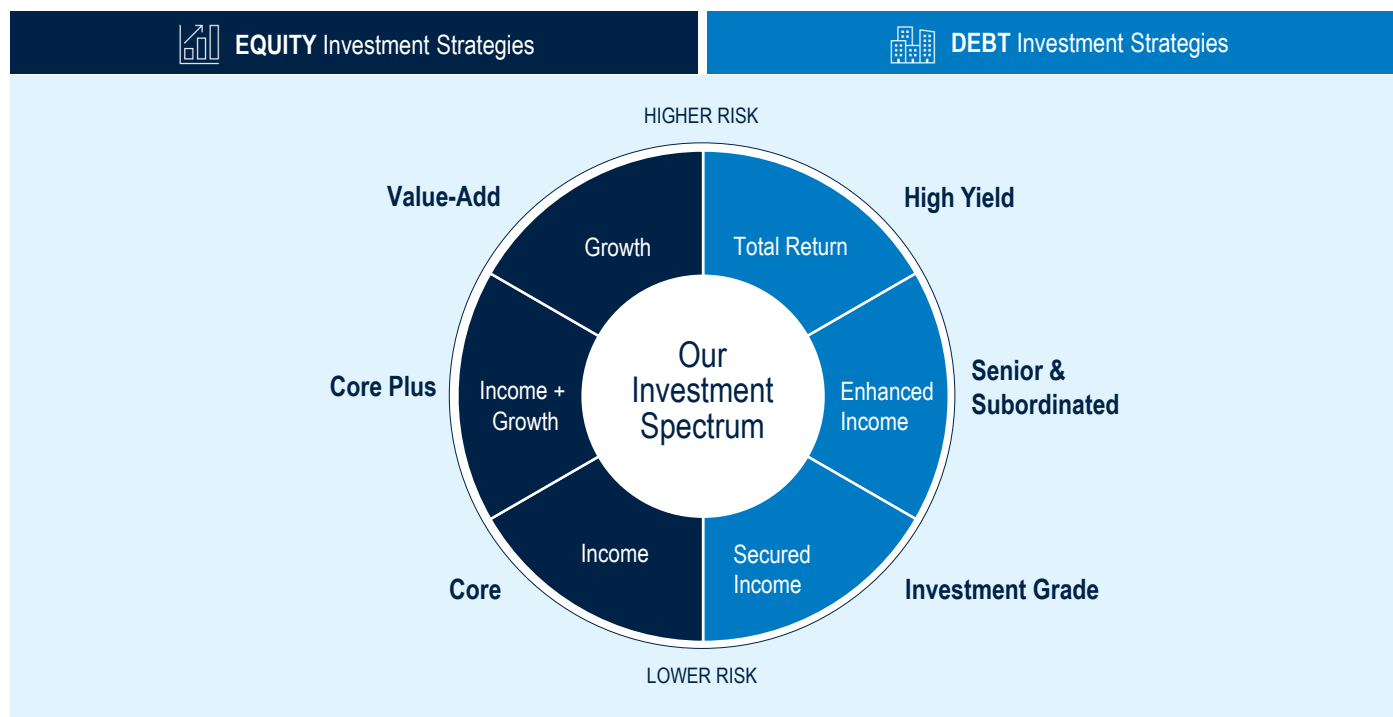 EQUITY Investment Strategies
DEBT Investment Strategies
HIGHER RISK
Value-Add
High Yield
Growth
Total Return
Our
Investment
Spectrum
Core Plus
Income +
Growth
Enhanced
Income
Senior &
Subordinated
Income
Secured
Income
Core
Investment Grade
LOWER RISK